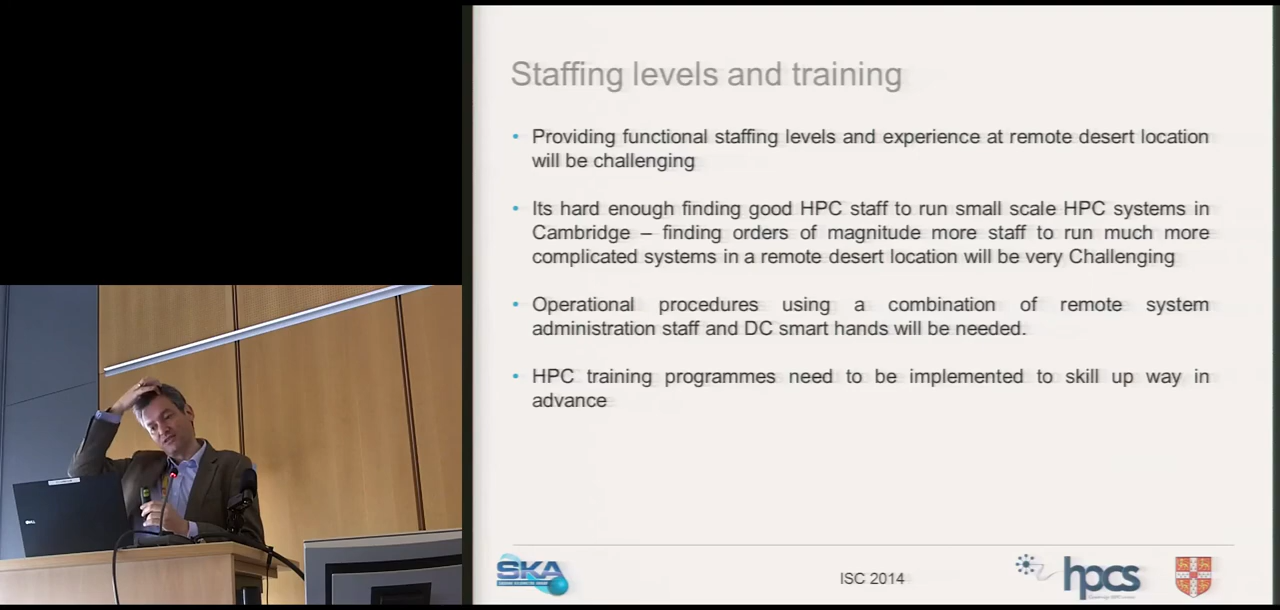 Staffing levels and training
• Providing functional staffing levels and experience at remote desert location
will be challenging
• Its hard enough finding good HPC staff to run small scale HPC systems in
Cambridge – finding orders of magnitude more staff to run much more
complicated systems in a remote desert location will be very Challenging
• Operational procedures using a combination of remote system
administration staff and DC smart hands will be needed.
• HPC training programmes need to be implemented to skill up way in
advance
SKA
ISC 2014
hpcs
DELL